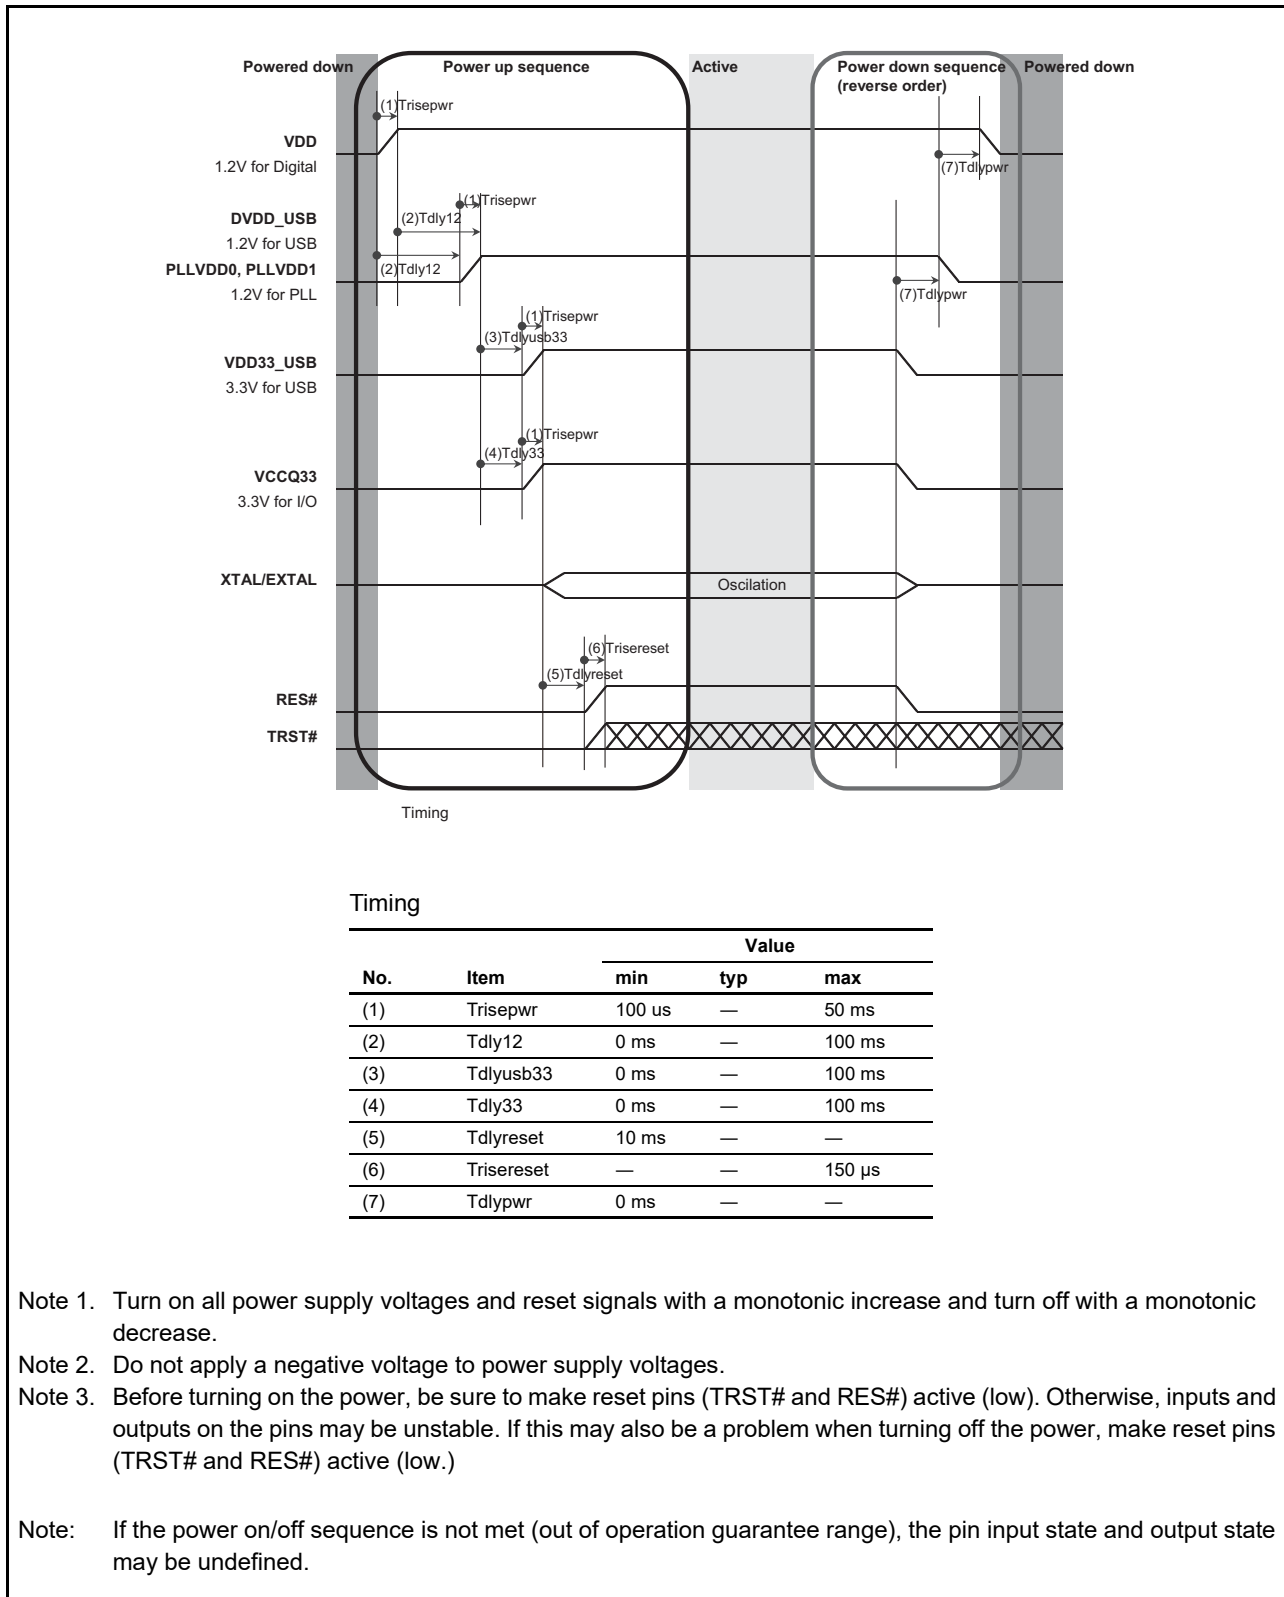 Powered down Power up sequence Active Power down sequence Powered down
(reverse order)
(1)Trisepwr
VDD
1.2V for Digital
(7)Tdlypwr
(1)Trisepwr
DVDD_USB
(2)Tdly12
1.2V for USB
PLLVDD0, PLLVDD1
(2)Tdly12
1.2V for PLL
(7)Tdlypwr
(1)Trisepwr
(3)Tdlyusb33
VDD33_USB
3.3V for USB
(1)Trisepwr
(4)Tdly33
VCCQ33
3.3V for I/O
XTAL/EXTAL
Oscilation
(6)Trisereset
(5)Tdlyreset
RES#
TRST#
Timing
Timing
Value
No. Item min typ max
(1) Trisepwr 100 us — 50 ms
(2) Tdly12 0 ms — 100 ms
(3) Tdlyusb33 0 ms — 100 ms
(4) Tdly33 0 ms — 100 ms
(5) Tdlyreset 10 ms — —
(6) Trisereset — — 150 µs
(7) Tdlypwr 0 ms — —
Note 1. Turn on all power supply voltages and reset signals with a monotonic increase and turn off with a monotonic
decrease.
Note 2. Do not apply a negative voltage to power supply voltages.
Note 3. Before turning on the power, be sure to make reset pins (TRST# and RES#) active (low). Otherwise, inputs and
outputs on the pins may be unstable. If this may also be a problem when turning off the power, make reset pins
(TRST# and RES#) active (low.)
Note: If the power on/off sequence is not met (out of operation guarantee range), the pin input state and output state
may be undefined.